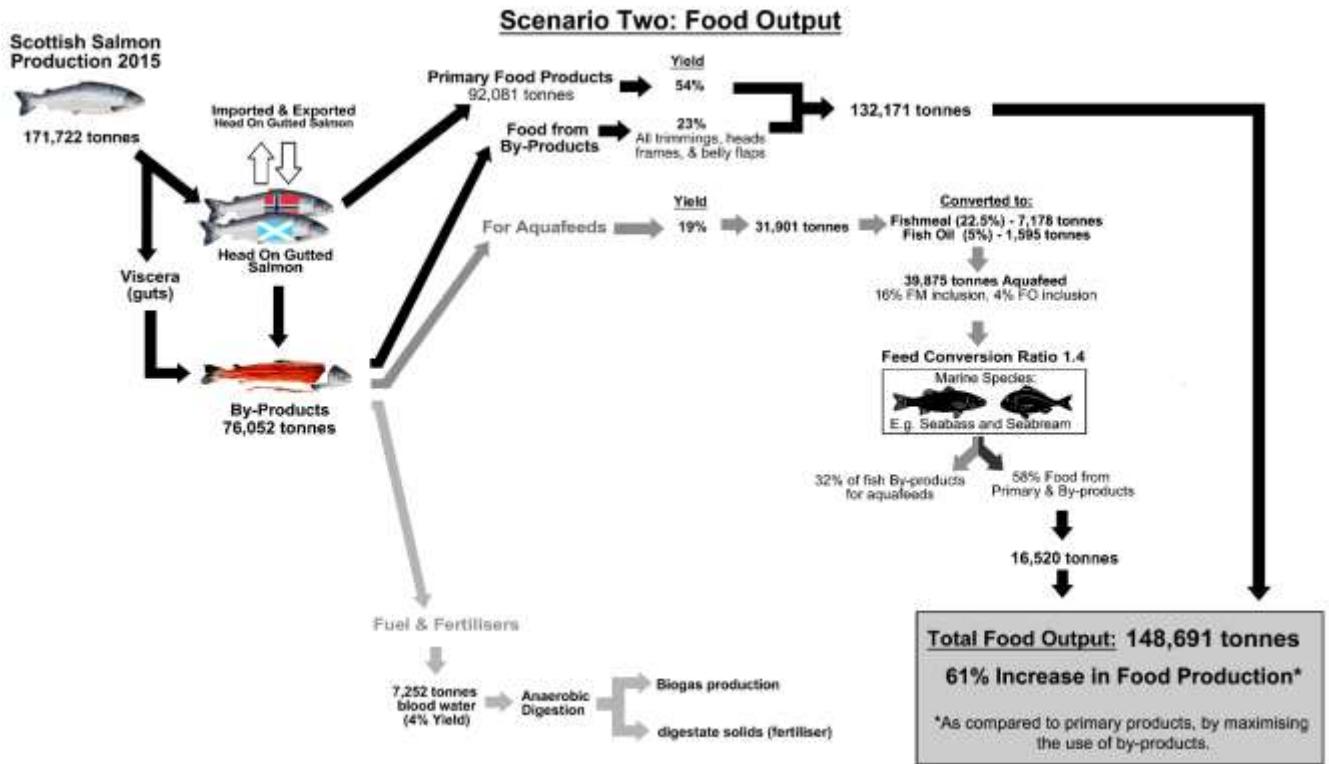 Scenario Two: Food Output
Scottish Salmon
Production 2015
171,722 tonnes
Imported & Exported
Head On Gutted Salmon
Head On Gutted
Salmon
Viscera
(guts)
By-Products
76,052 tonnes
Primary Food Products
92,081 tonnes
Yield
54%
Food from
By-Products
23%
All trimmings, heads
frames, & belly flaps
132,171 tonnes
For Aquafeeds
Yield
19%
31,901 tonnes
Converted to:
Fishmeal (22.5%) - 7,178 tonnes
Fish Oil (5%) - 1,595 tonnes
39,875 tonnes Aquafeed
16% FM inclusion, 4% FO inclusion
Feed Conversion Ratio 1.4
Marine Species:
E.g. Seabass and Seabream
32% of fish By-products
for aquafeeds
58% Food from
Primary & By-products
16,520 tonnes
Fuel & Fertilisers
7,252 tonnes
blood water
(4% Yield)
Anaerobic
Digestion
Biogas production
digestate solids (fertiliser)
Total Food Output: 148,691 tonnes
61% Increase in Food Production*
*As compared to primary products, by maximising
the use of by-products.